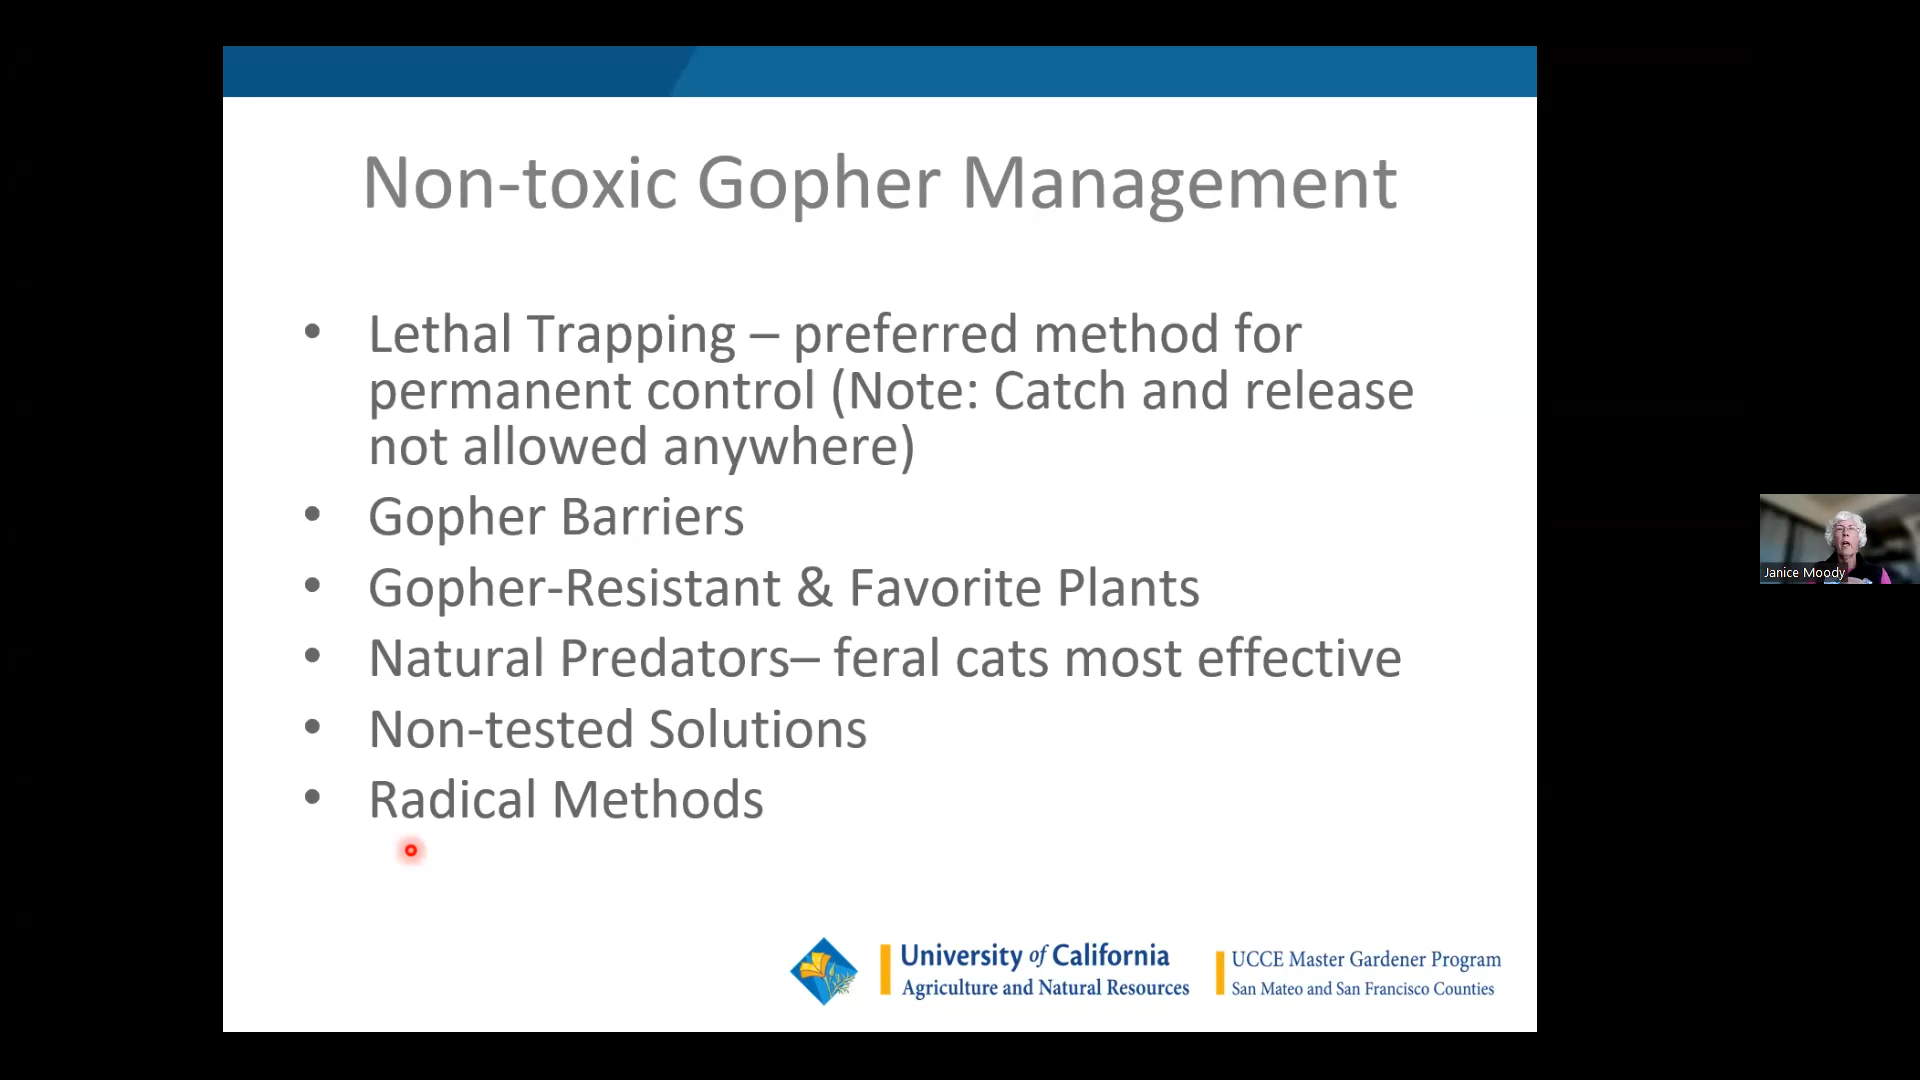 Non-toxic Gopher Management
• Lethal Trapping – preferred method for
permanent control (Note: Catch and release
not allowed anywhere)
• Gopher Barriers
• Gopher-Resistant & Favorite Plants
• Natural Predators– feral cats most effective
• Non-tested Solutions
• Radical Methods
Janice Moody
University of California
Agriculture and Natural Resources
UCCE Master Gardener Program
San Mateo and San Francisco Counties